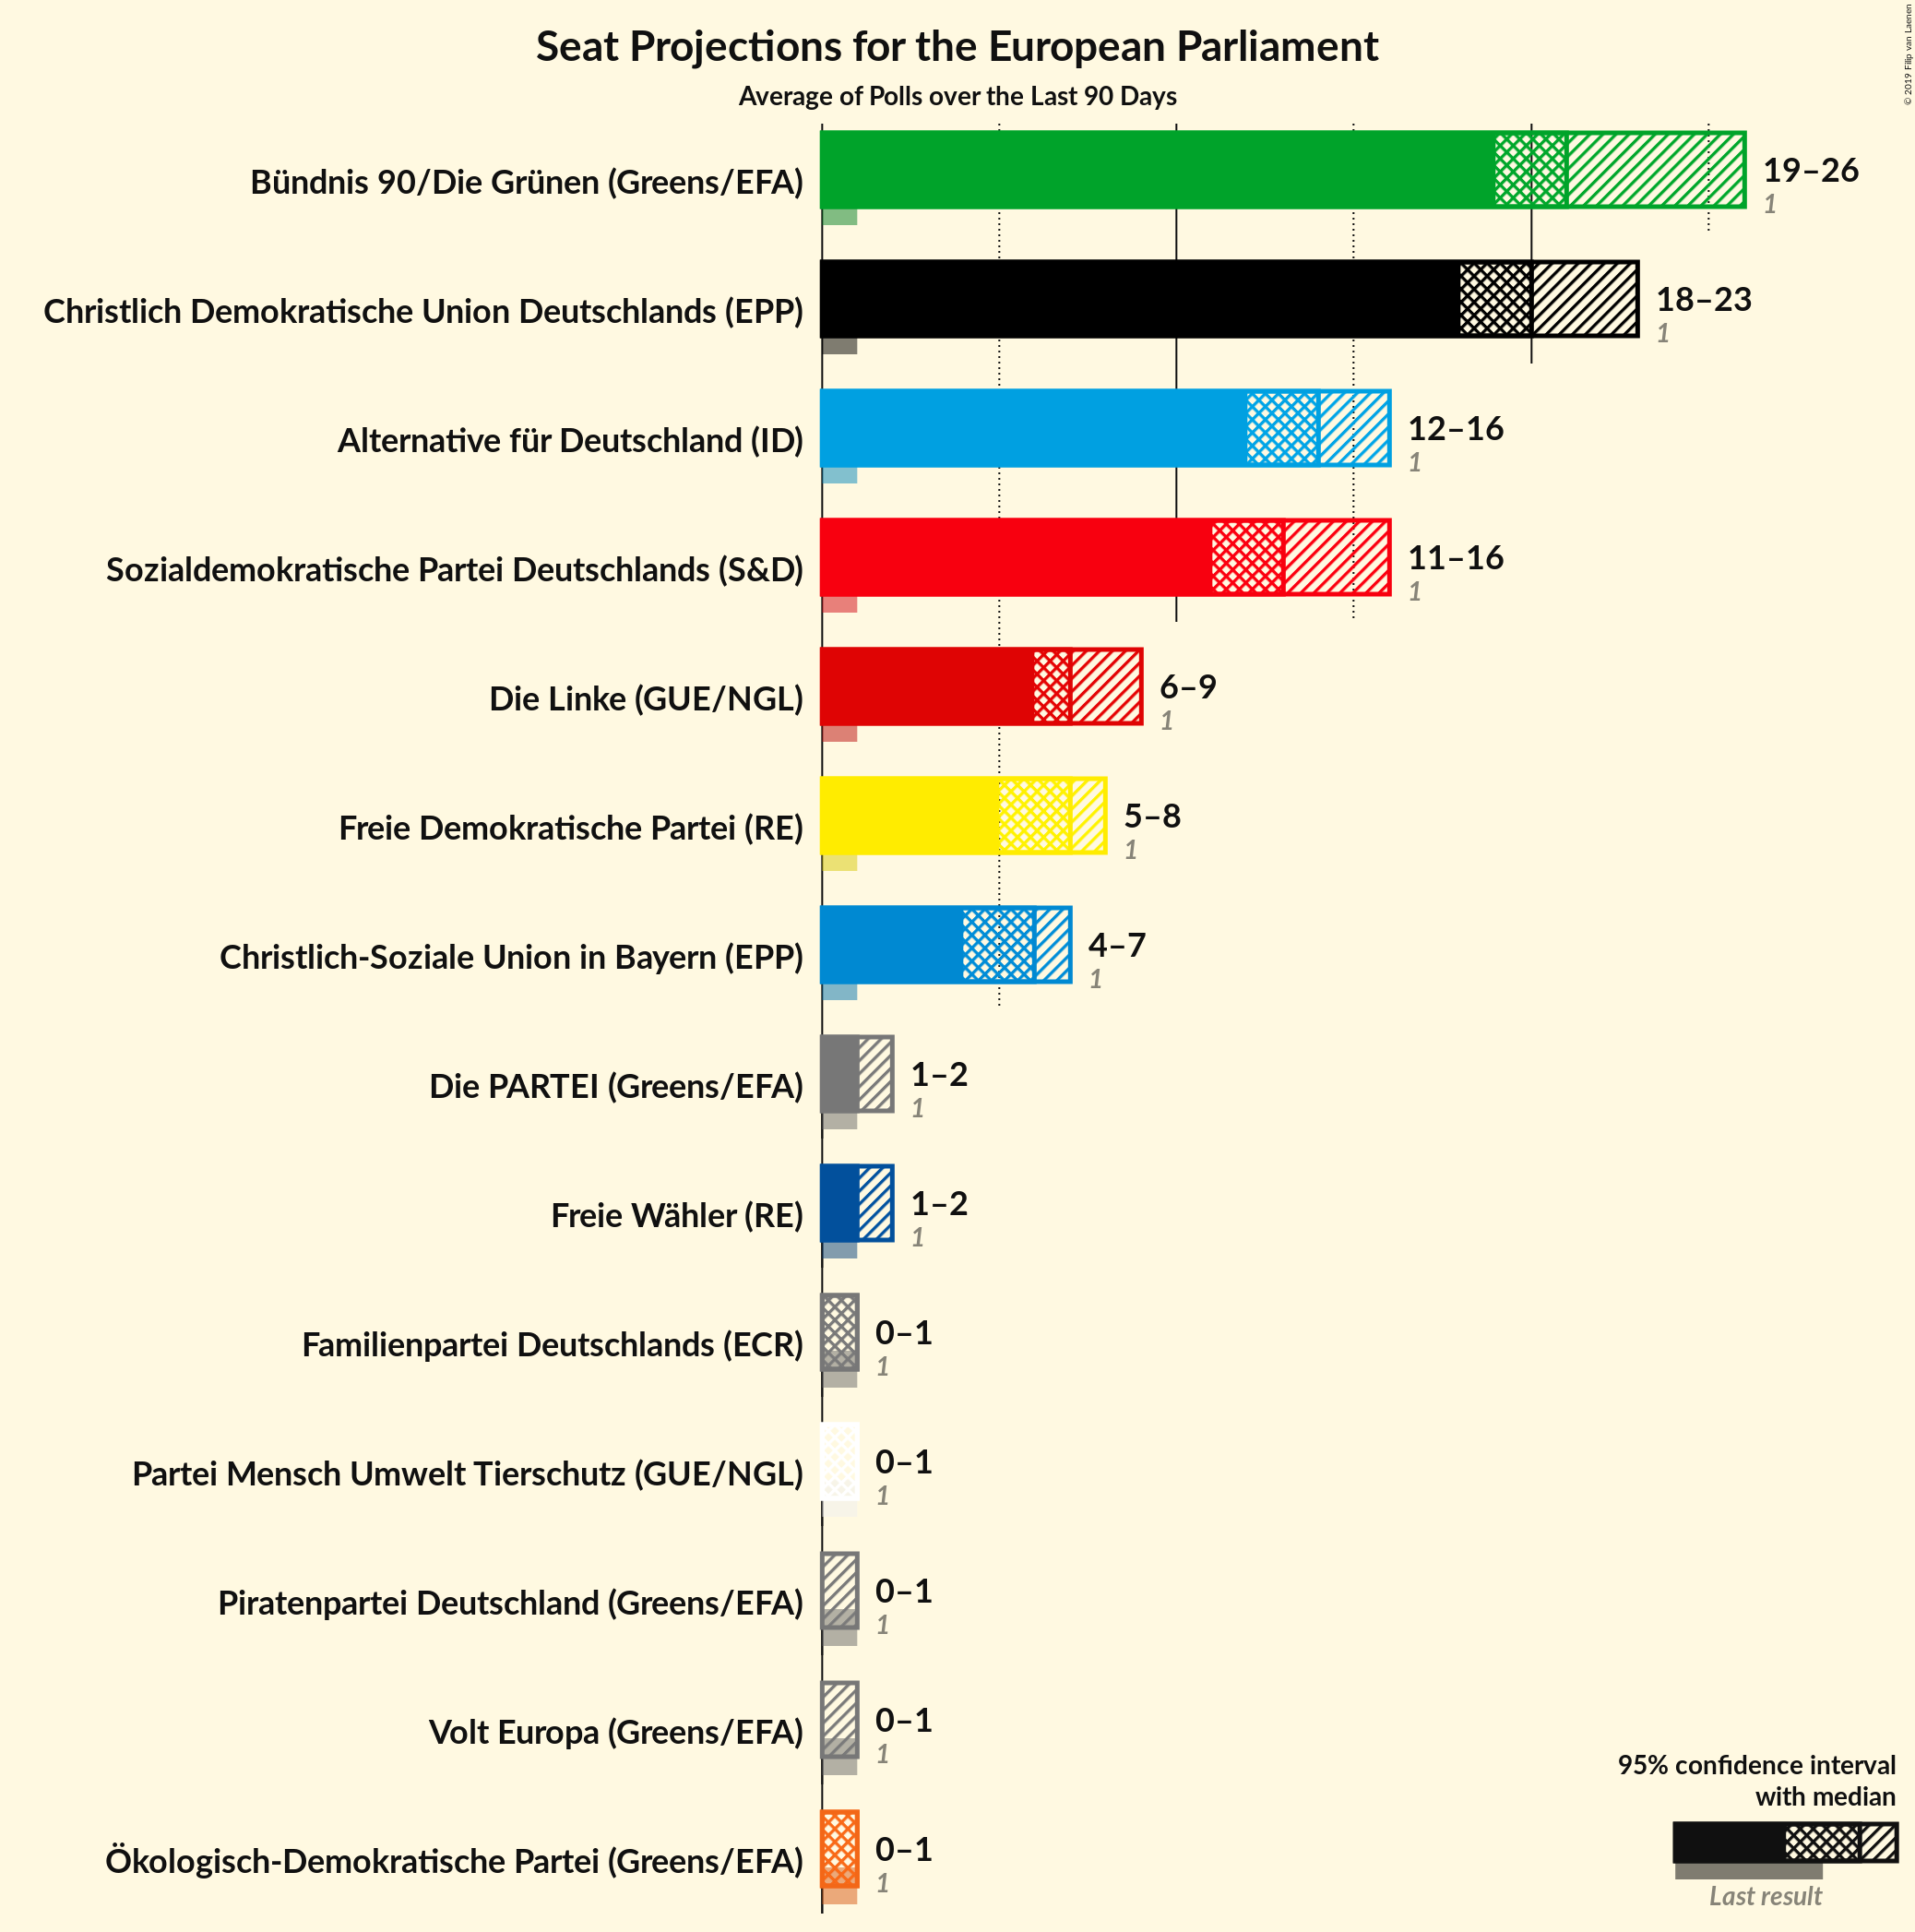 Seat Projections for the European Parliament
Average of Polls over the Last 90 Days
© 2019 Filip van Laenen
Bündnis 90/Die Grünen (Greens/EFA)
19–26
1
Christlich Demokratische Union Deutschlands (EPP)
18–23
1
Alternative für Deutschland (ID)
12–16
1
Sozialdemokratische Partei Deutschlands (S&D)
11–16
1
Die Linke (GUE/NGL)
6–9
1
Freie Demokratische Partei (RE)
5–8
1
Christlich-Soziale Union in Bayern (EPP)
4–7
1
Die PARTEI (Greens/EFA)
1–2
1
Freie Wähler (RE)
1–2
1
Familienpartei Deutschlands (ECR)
0–1
1
Partei Mensch Umwelt Tierschutz (GUE/NGL)
0–1
1
Piratenpartei Deutschland (Greens/EFA)
0–1
1
Volt Europa (Greens/EFA)
0–1
1
Ökologisch-Demokratische Partei (Greens/EFA)
0–1
1
95% confidence interval
with median
Last result